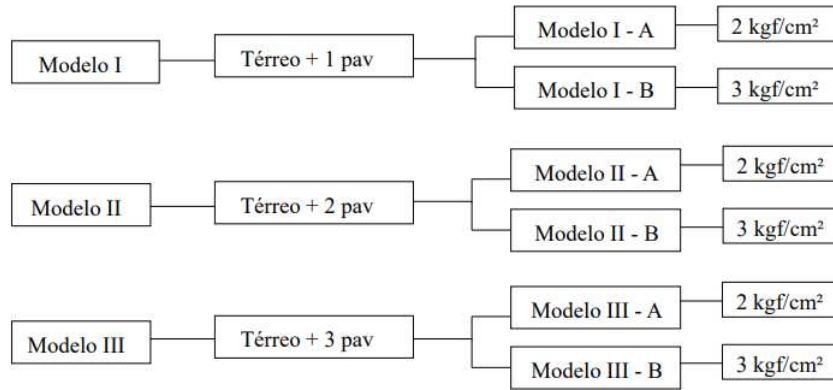 Modelo I
Térreo + 1 pav
Modelo I - A
2 kgf/cm²
Modelo I - B
3 kgf/cm²
Modelo II
Térreo + 2 pav
Modelo II - A
2 kgf/cm²
Modelo II - B
3 kgf/cm²
Modelo III
Térreo + 3 pav
Modelo III - A
2 kgf/cm²
Modelo III - B
3 kgf/cm²